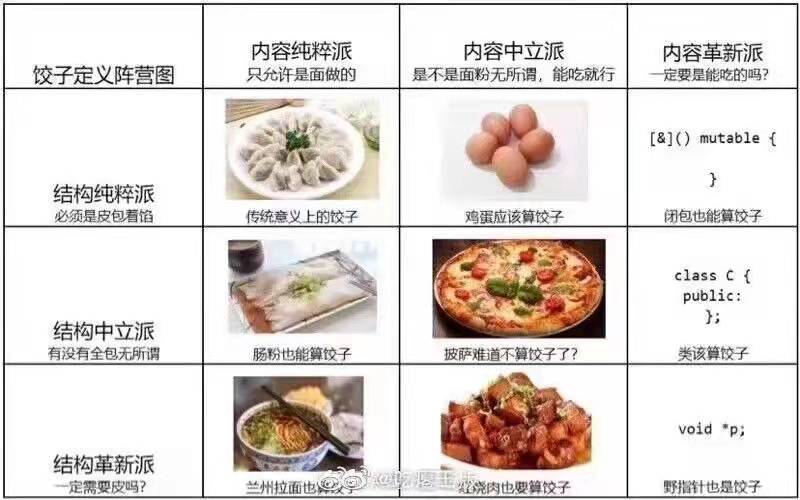 饺子定义阵营图
内容纯粹派
只允许是面做的
内容中立派
是不是面粉无所谓，能吃就行
内容革新派
一定要是能吃的吗？
结构纯粹派
必须是皮包着馅
传统意义上的饺子
鸡蛋应该算饺子
[&]() mutable {
}
闭包也能算饺子
结构中立派
有没有全包无所谓
肠粉也能算饺子
披萨难道不算饺子了？
class C {
public:
};
类该算饺子
结构革新派
一定需要皮吗？
兰州拉面也算饺子
红烧肉也要算饺子
void *p;
野指针也是饺子